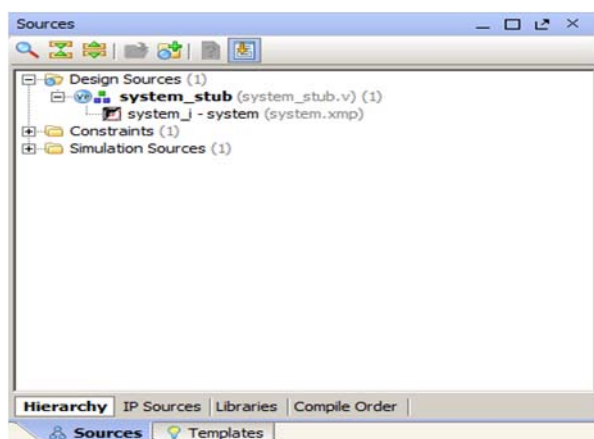 Sources
Design Sources (1)
system_stub (system_stub.v) (1)
system_i - system (system.xmp)
Constraints (1)
Simulation Sources (1)
Hierarchy IP Sources Libraries Compile Order
Sources Templates